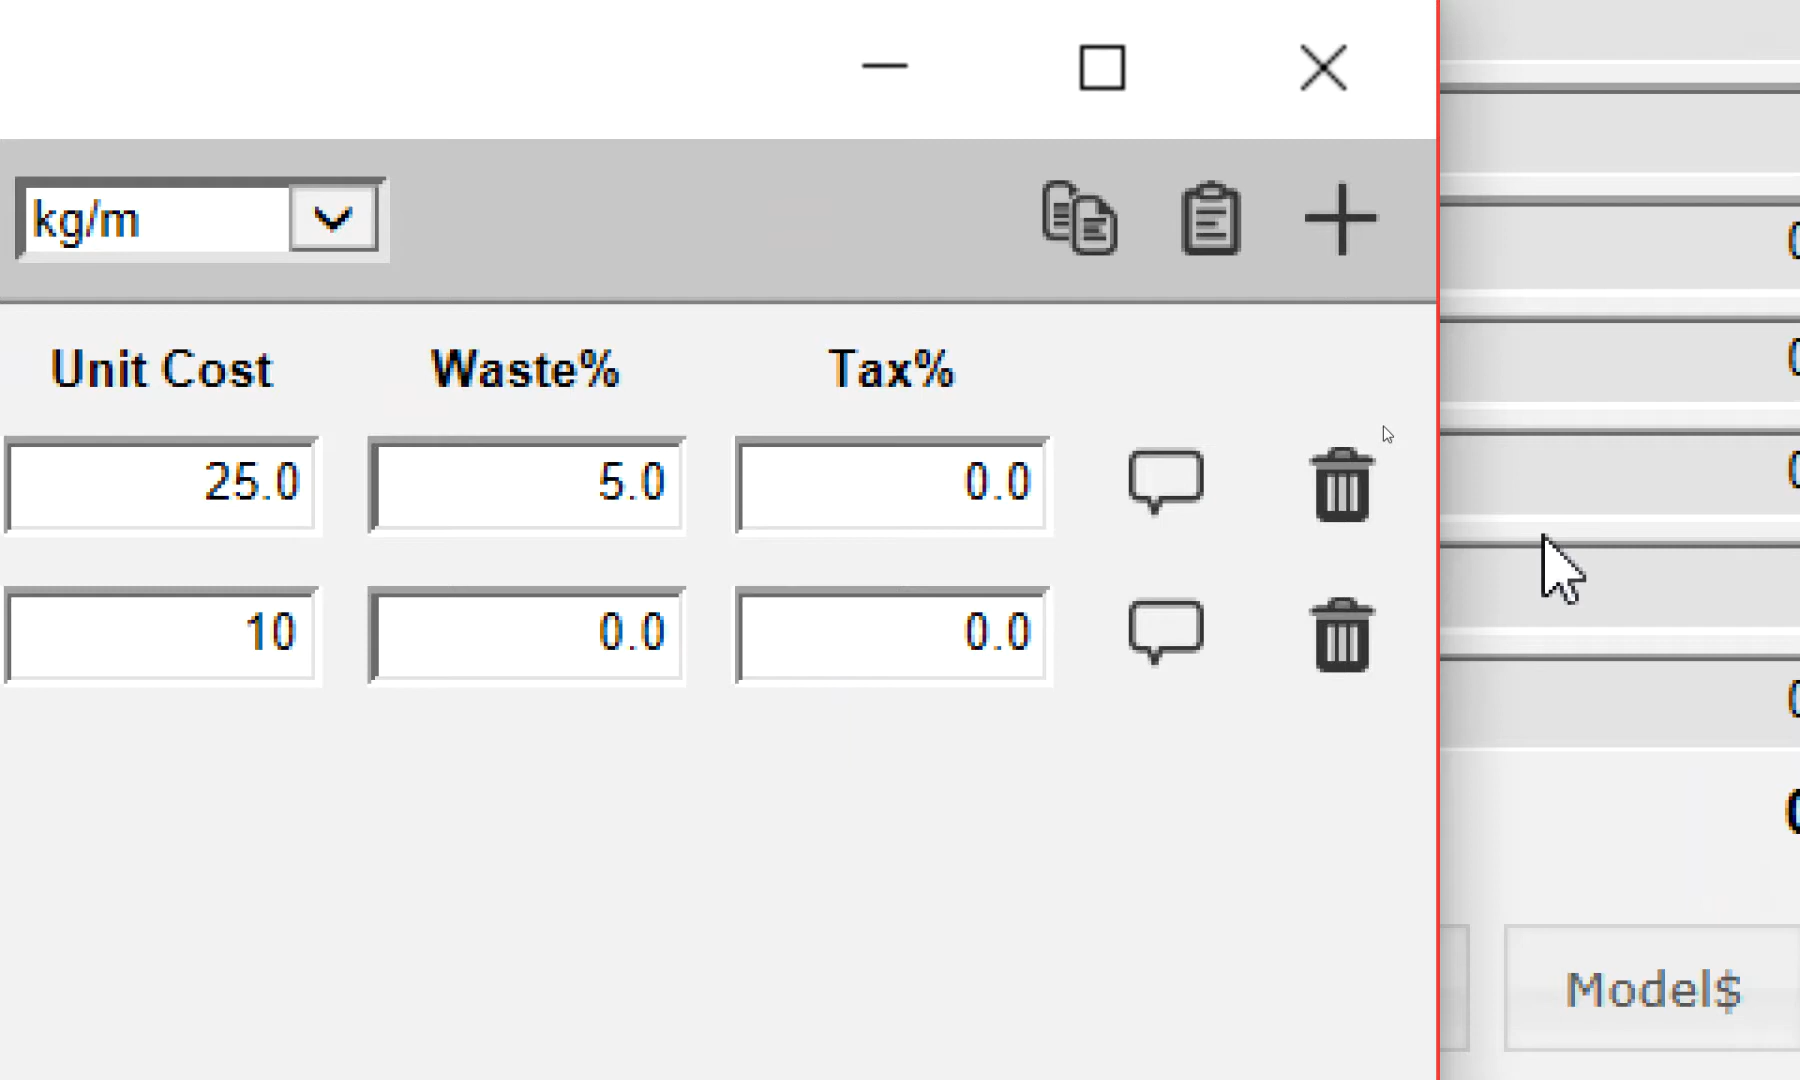 kg/m
Unit Cost Waste% Tax%
25.0 5.0 0.0
10 0.0 0.0
Model$